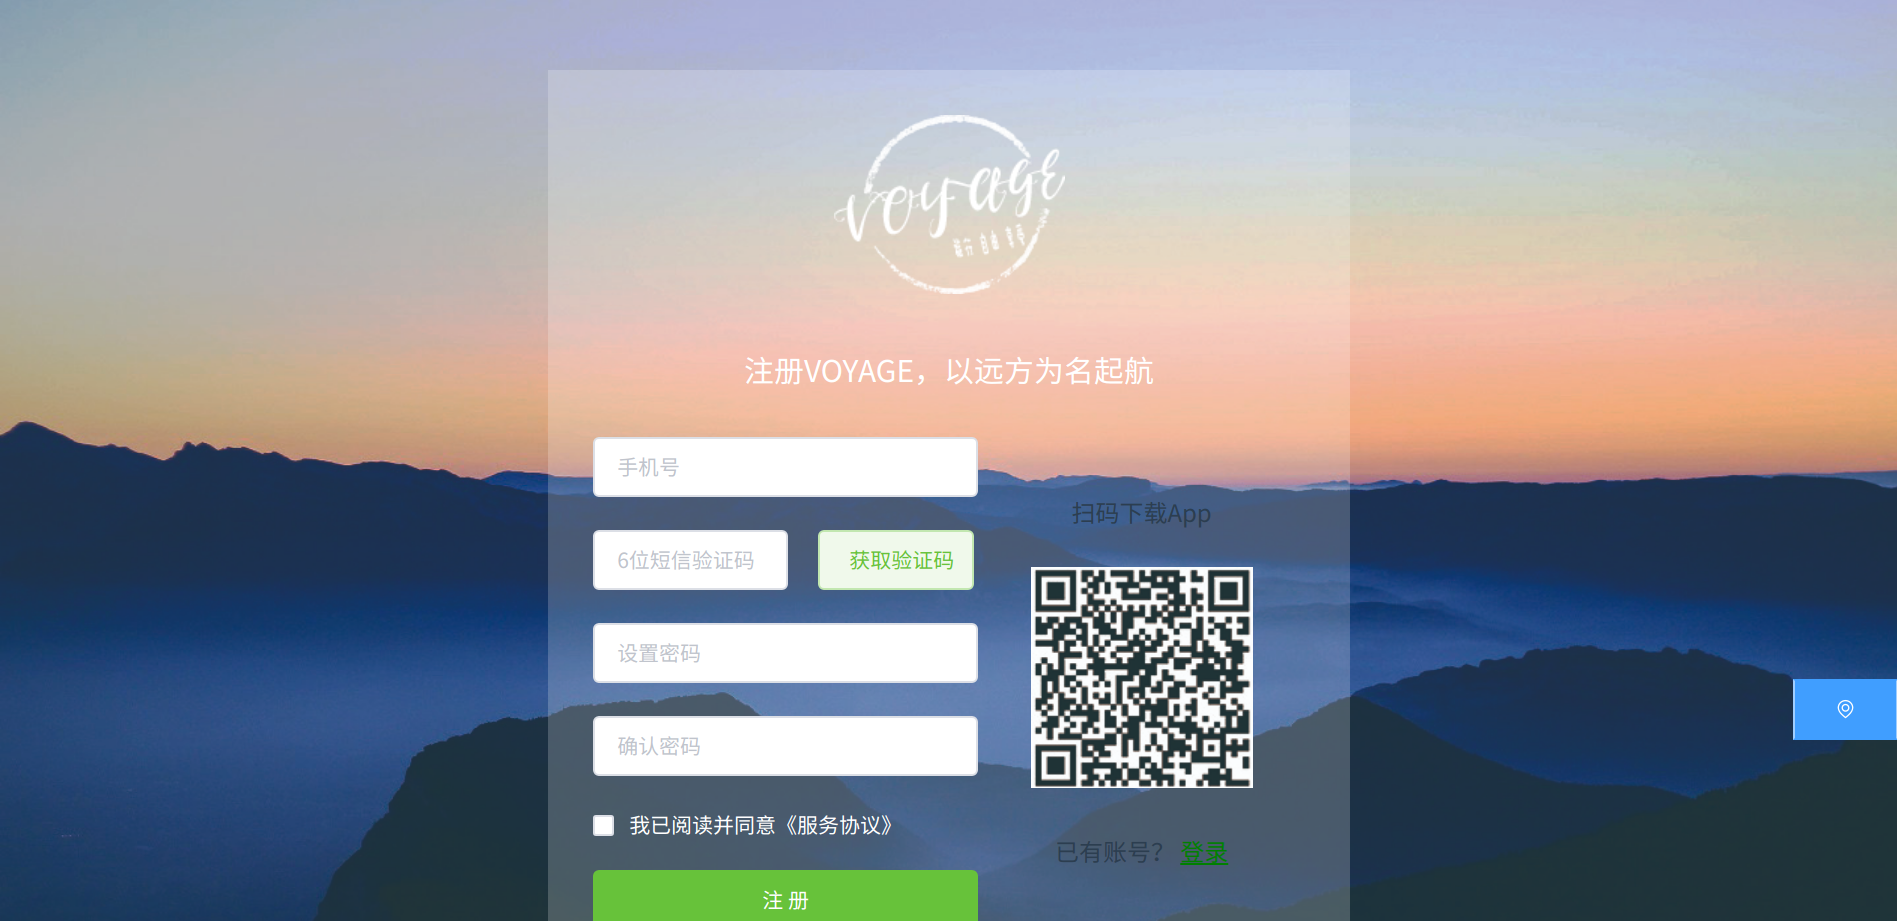 voyage
注册VOYAGE，以远方为名起航
手机号
6位短信验证码
获取验证码
设置密码
确认密码
我已阅读并同意《服务协议》
注 册
扫码下载App
已有账号？ 登录